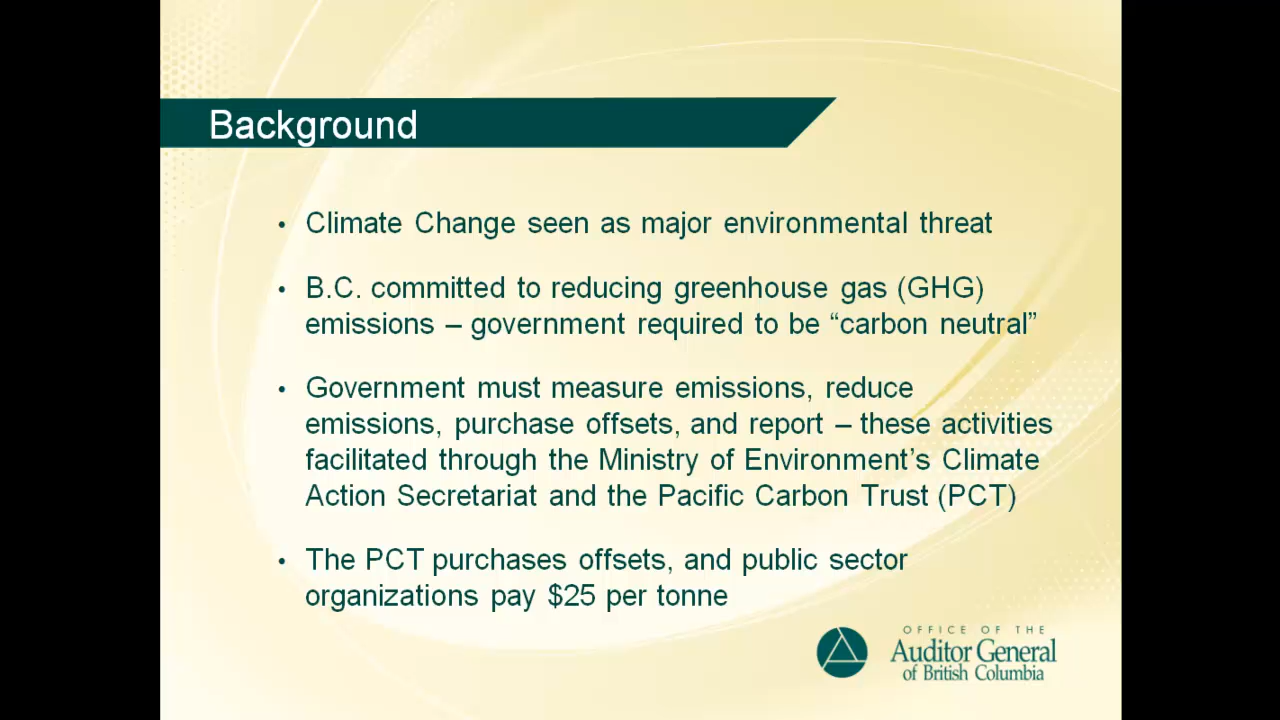 Background
• Climate Change seen as major environmental threat
• B.C. committed to reducing greenhouse gas (GHG)
emissions – government required to be “carbon neutral”
• Government must measure emissions, reduce
emissions, purchase offsets, and report – these activities
facilitated through the Ministry of Environment’s Climate
Action Secretariat and the Pacific Carbon Trust (PCT)
• The PCT purchases offsets, and public sector
organizations pay $25 per tonne
OFFICE OF THE
Auditor General
of British Columbia